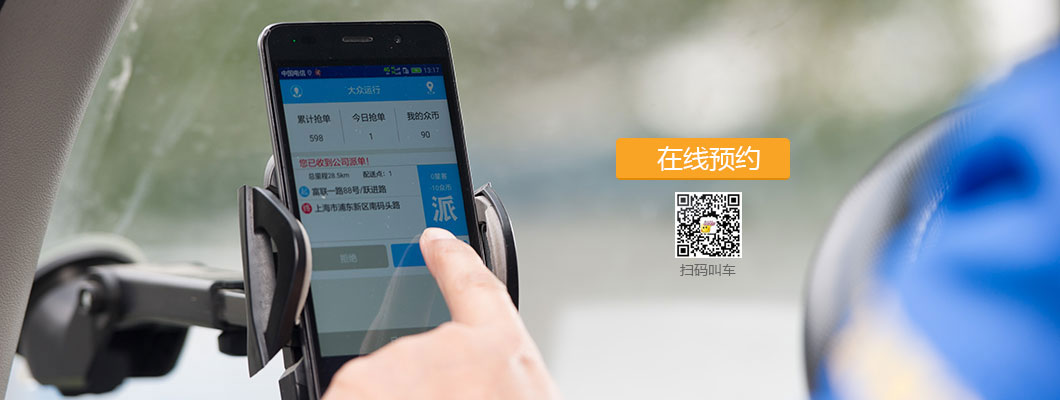 中国电信 13:17
大众运行
累计抢单 今日抢单 我的众币
598 1 90
您已收到公司派单!
总里程28.5km 配送点:1
0星客
-10众币
富联一路88号/跃进路
上海市浦东新区南码头路
派
拒绝
在线预约
扫码叫车